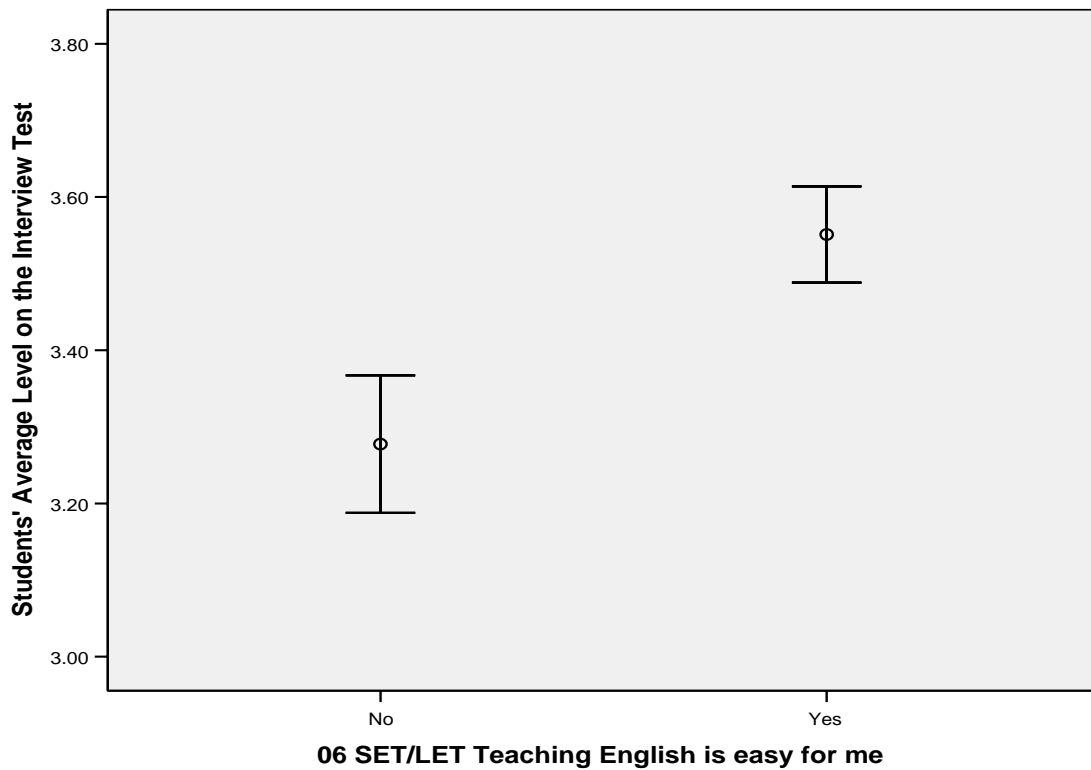 Students' Average Level on the Interview Test
3.80
3.60
3.40
3.20
3.00
No
Yes
06 SET/LET Teaching English is easy for me